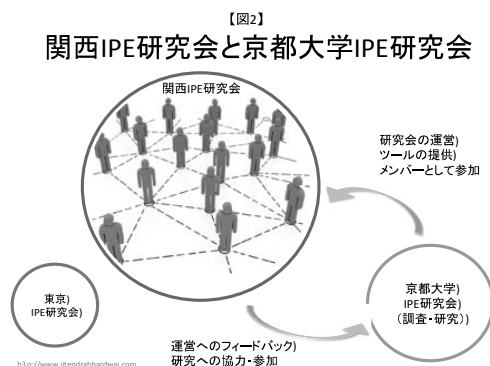 【図2】
関西IPE研究会と京都大学IPE研究会
関西IPE研究会
研究会の運営)
ツールの提供)
メンバーとして参加
東京)
IPE研究会)
京都大学)
IPE研究会)
（調査・研究）)
運営へのフィードバック)
研究への協力・参加
h3p://www.jitendrabhardwaj.com